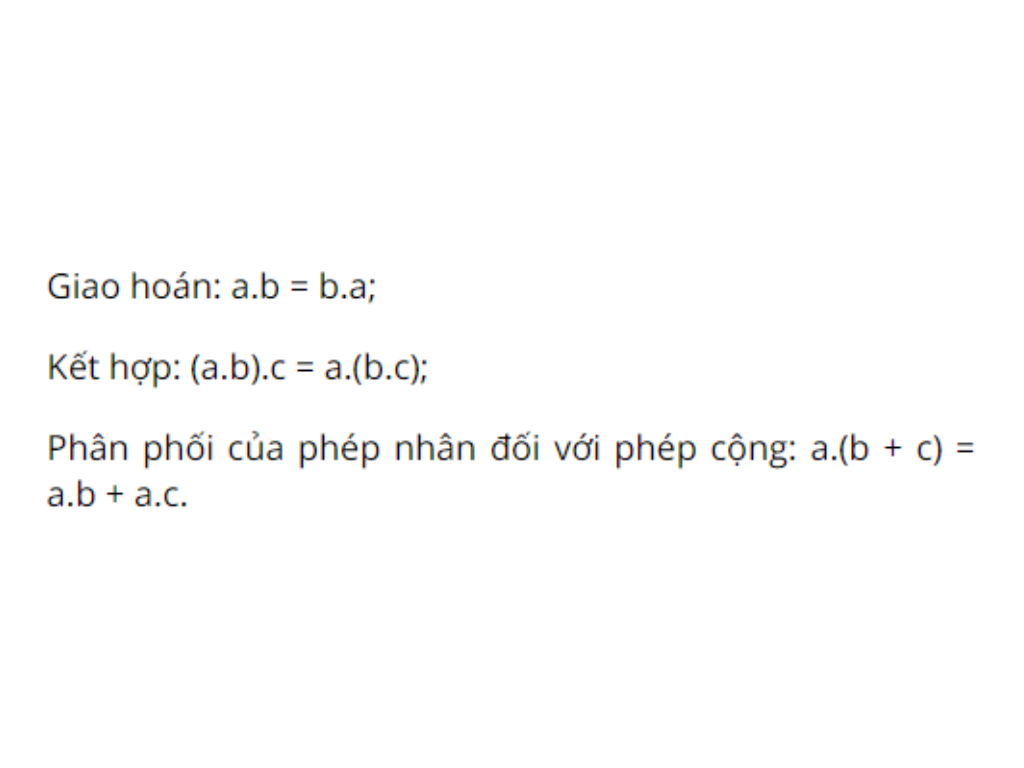 Giao hoán: a.b = b.a;
Kết hợp: (a.b).c = a.(b.c);
Phân phối của phép nhân đối với phép cộng: a.(b + c) =
a.b + a.c.